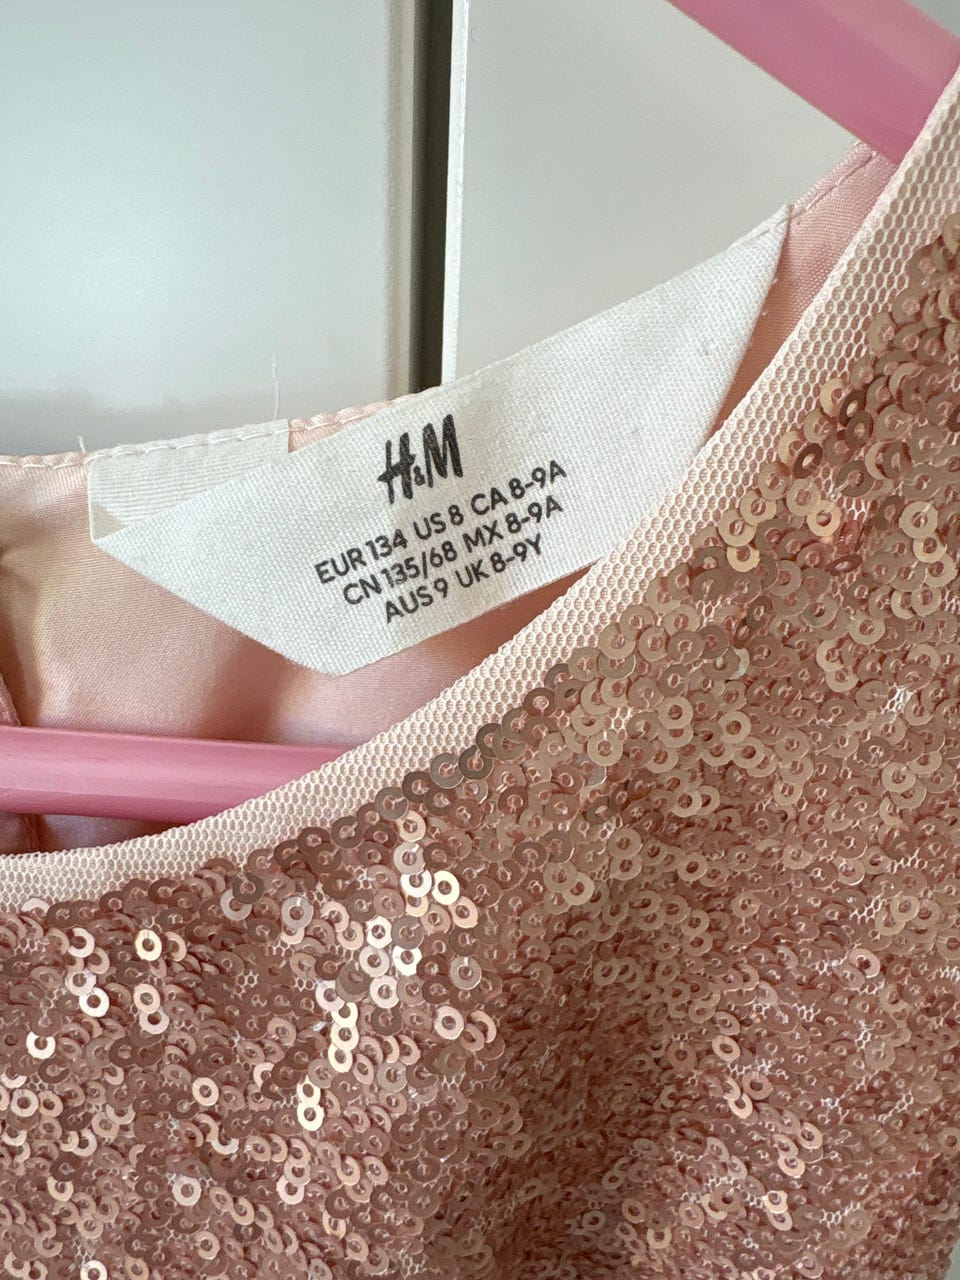 H&M
EUR 134 US 8 CA 8-9A
CN 135/68 MX 8-9A
AUS 9 UK 8-9Y